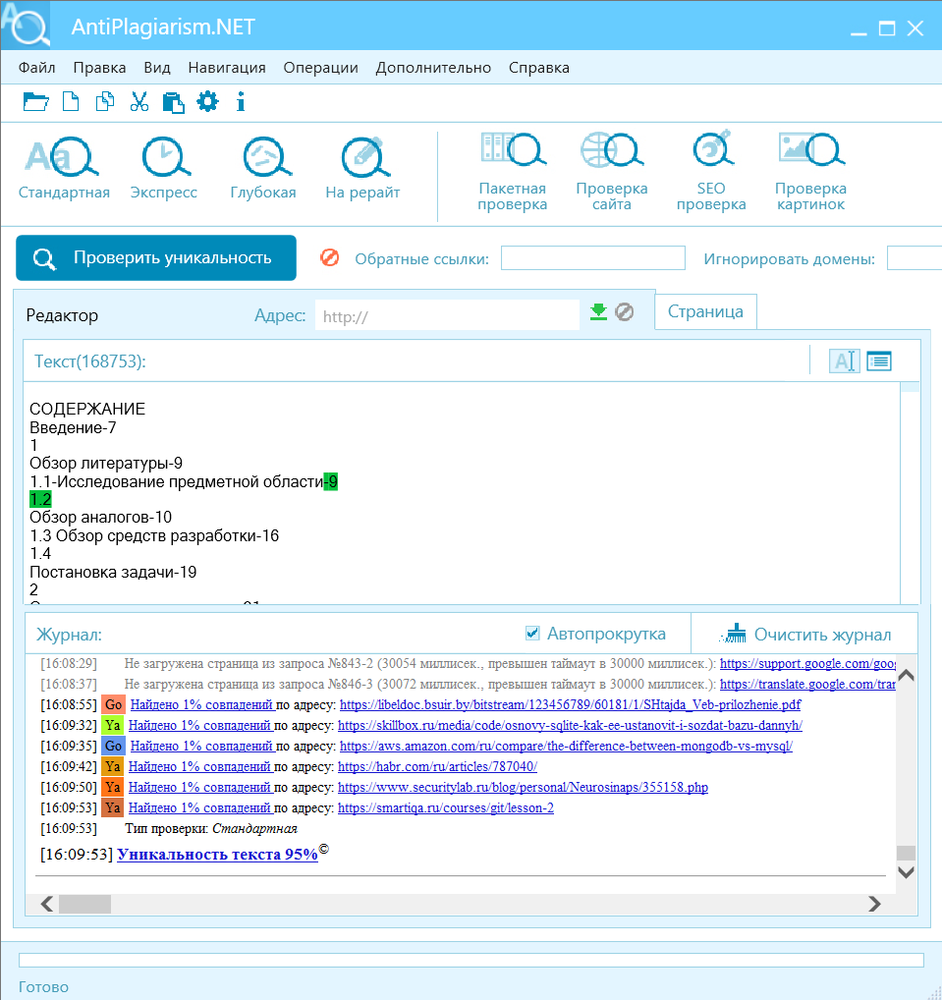 AntiPlagiarism.NET
Файл Правка Вид Навигация Операции Дополнительно Справка
Aa
Стандартная Экспресс Глубокая На рерайт
Пакетная проверка
Проверка сайта
SEO проверка
Проверка картинок
Проверить уникальность Обратные ссылки: Игнорировать домены:
Редактор Адрес: http:// Страница
Текст(168753):
СОДЕРЖАНИЕ
Введение-7
1
Обзор литературы-9
1.1-Исследование предметной области-9
1.2
Обзор аналогов-10
1.3 Обзор средств разработки-16
1.4
Постановка задачи-19
2
Журнал: Автопрокрутка Очистить журнал
[16:08:29] Не загружена страница из запроса №843-2 (30054 миллисек., превышен таймаут в 30000 миллисек.): https://support.google.com/goog
[16:08:37] Не загружена страница из запроса №846-3 (30072 миллисек., превышен таймаут в 30000 миллисек.): https://translate.google.com/tran
[16:08:55] Go Найдено 1% совпадений по адресу: https://libeldoc.bsuir.by/bitstream/123456789/60181/1/SHtajda_Veb-prilozhenie.pdf
[16:09:32] Ya Найдено 1% совпадений по адресу: https://skillbox.ru/media/code/osnovy-sqlite-kak-ee-ustanovit-i-sozdat-bazu-dannyh/
[16:09:35] Go Найдено 1% совпадений по адресу: https://aws.amazon.com/ru/compare/the-difference-between-mongodb-vs-mysql/
[16:09:42] Ya Найдено 1% совпадений по адресу: https://habr.com/ru/articles/787040/
[16:09:50] Ya Найдено 1% совпадений по адресу: https://www.securitylab.ru/blog/personal/Neurosinaps/355158.php
[16:09:53] Ya Найдено 1% совпадений по адресу: https://smartiqa.ru/courses/git/lesson-2
[16:09:53] Тип проверки: Стандартная
[16:09:53] Уникальность текста 95%©
Готово